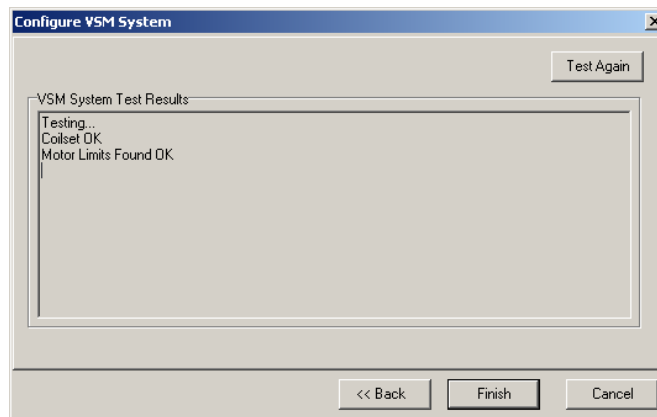 Configure VSM System
Test Again
VSM System Test Results
Testing...
Coilset OK
Motor Limits Found OK
<< Back Finish Cancel